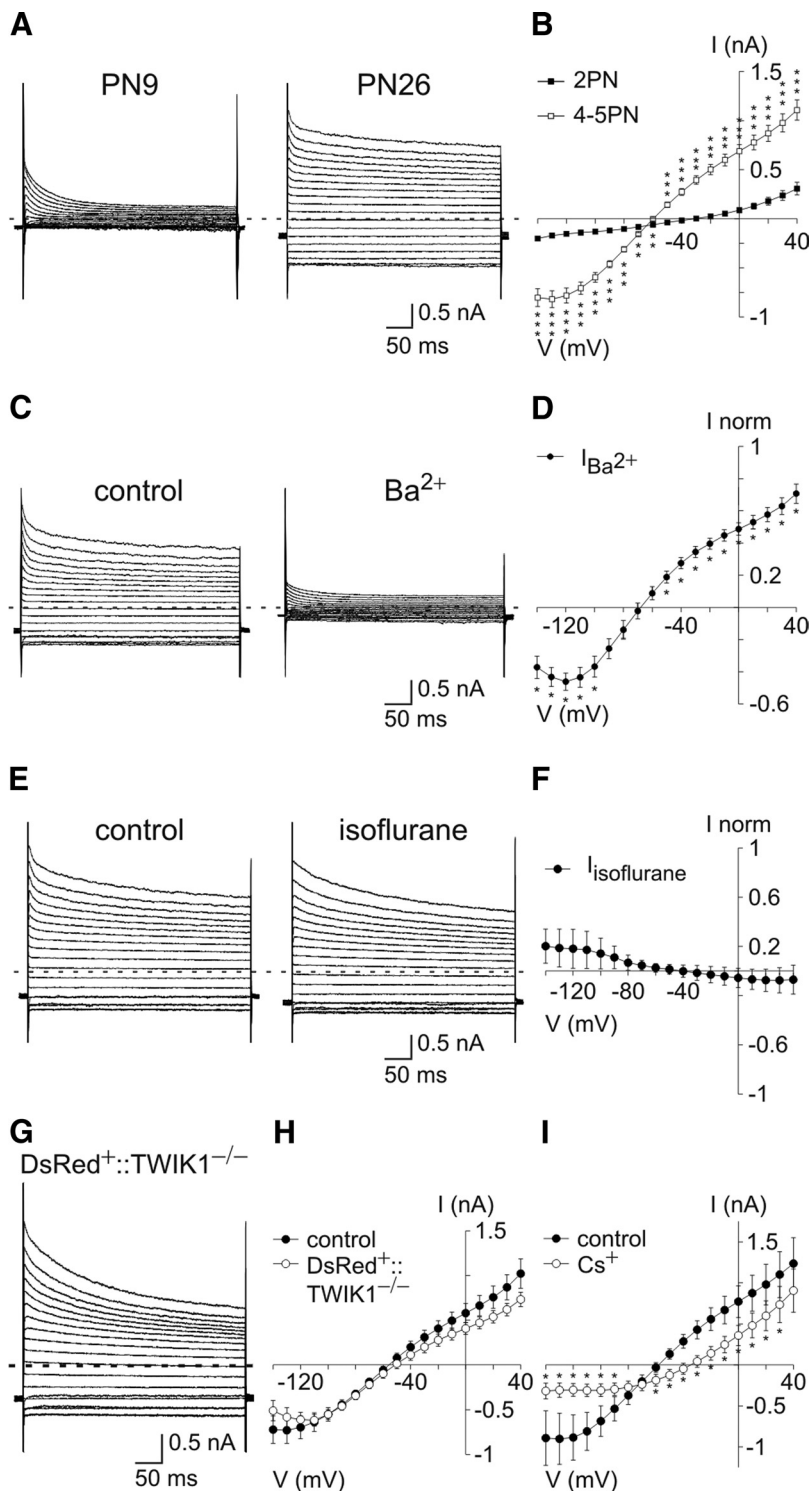 A
PN9
PN26
0.5 nA
50 ms
B
I (nA)
2PN
4-5PN
1.5
0.5
-40
40
-1
V (mV)
C
control
Ba2+
0.5 nA
50 ms
D
I norm
IBa2+
1
0.2
-120
-40
40
-0.6
V (mV)
E
control
isoflurane
0.5 nA
50 ms
F
I norm
Iisoflurane
1
0.6
0.2
-120
-80
-40
40
-0.6
-1
V (mV)
G
DsRed+::TWIK1−/−
0.5 nA
50 ms
H
I (nA)
control
DsRed+::
TWIK1−/−
1.5
-120
-40
40
-0.5
-1
V (mV)
I
I (nA)
control
Cs+
1.5
-120
-40
40
-0.5
-1
V (mV)